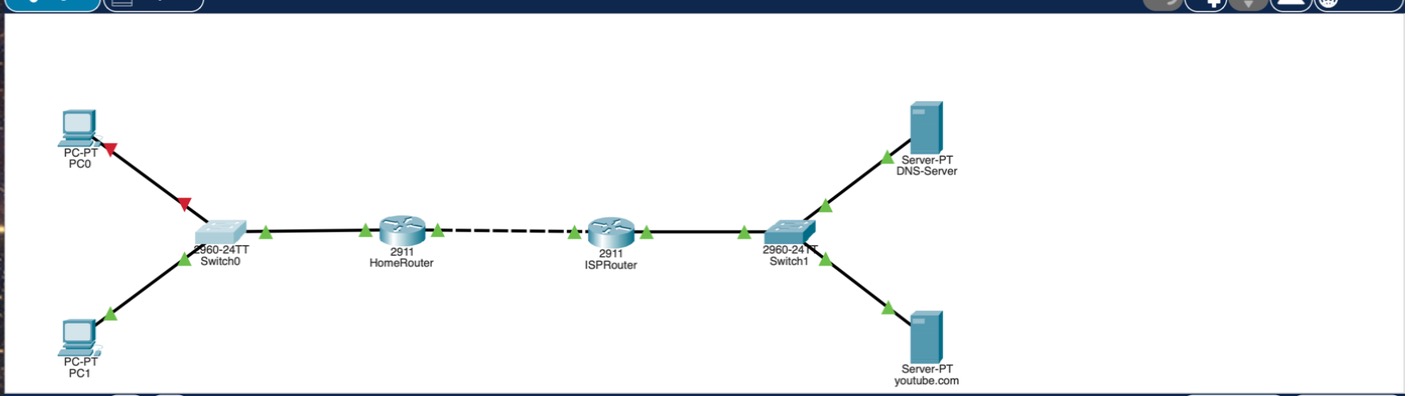 PC-PT
PC0
Server-PT
DNS-Server
2960-24TT
Switch0
2911
HomeRouter
2911
ISPRouter
2960-24TT
Switch1
PC-PT
PC1
Server-PT
youtube.com